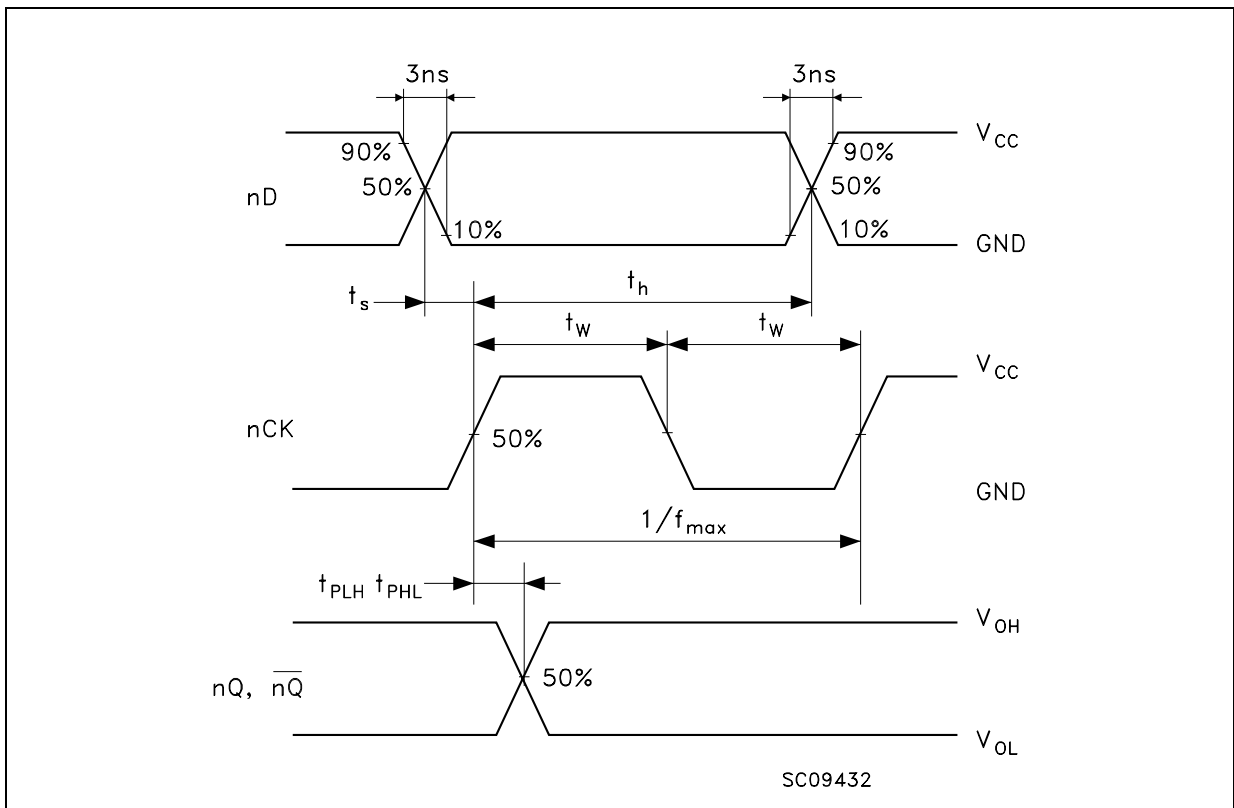 3ns 3ns
V_CC
90% 90%
nD 50% 50%
10% 10%
GND
t_s t_h
t_W t_W
V_CC
nCK 50%
GND
1/f_max
t_PLH t_PHL
V_OH
nQ, n̅Q̅ 50%
V_OL
SC09432